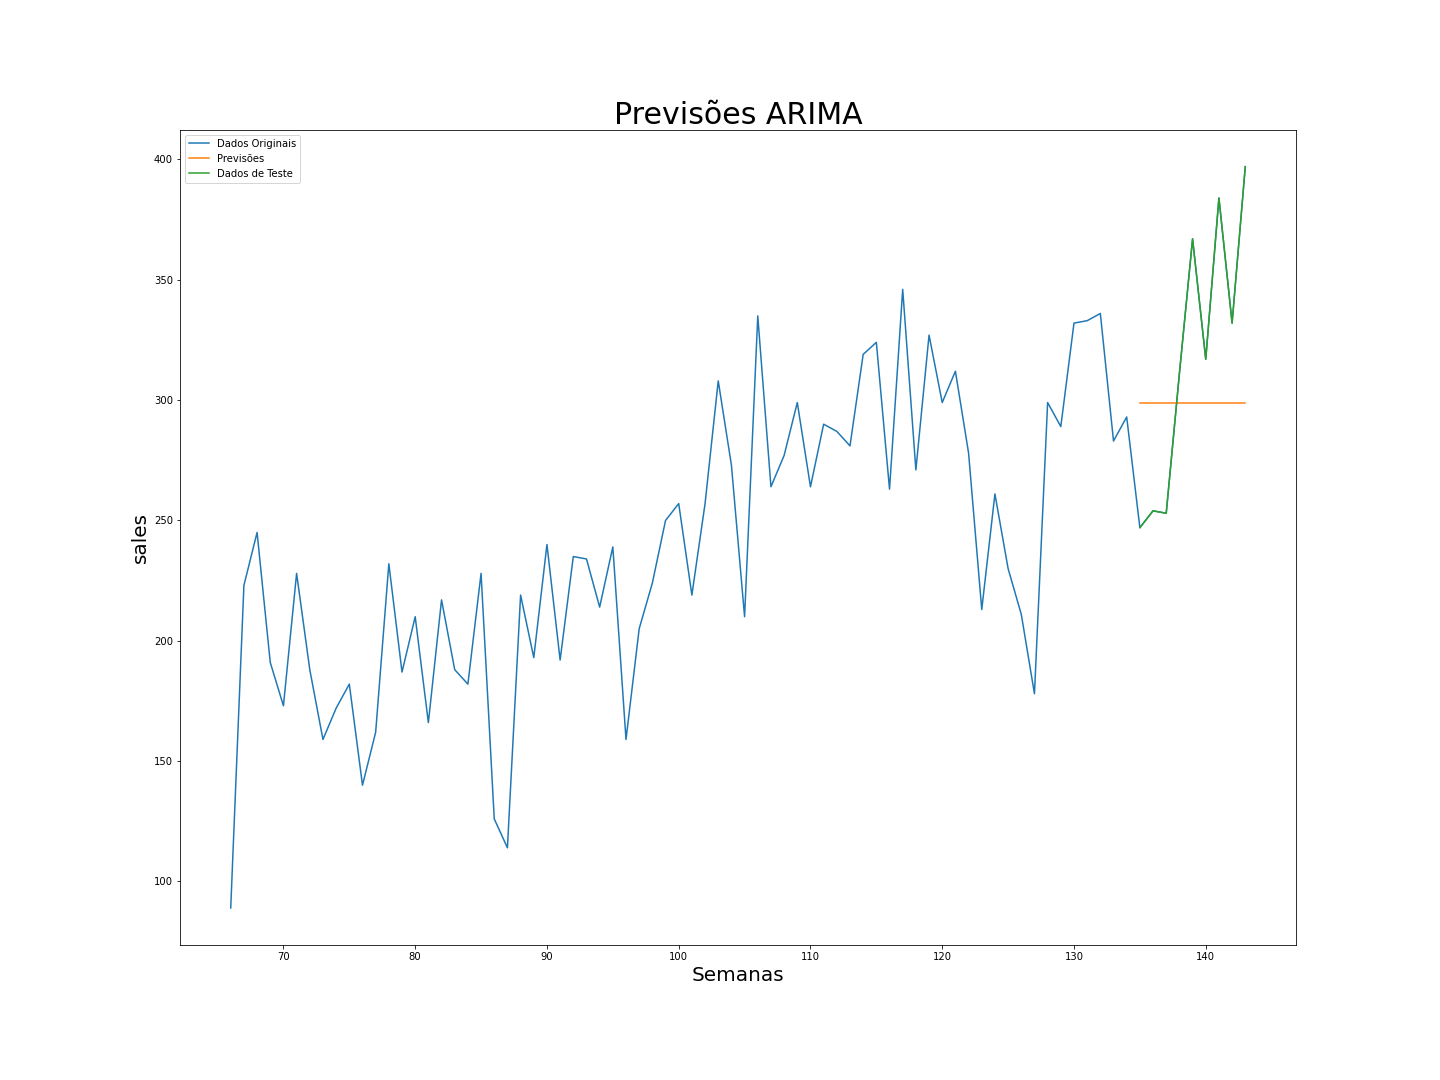 Previsões ARIMA
Dados Originais
Previsões
Dados de Teste
400
350
300
250
200
150
100
sales
70 80 90 100 110 120 130 140
Semanas